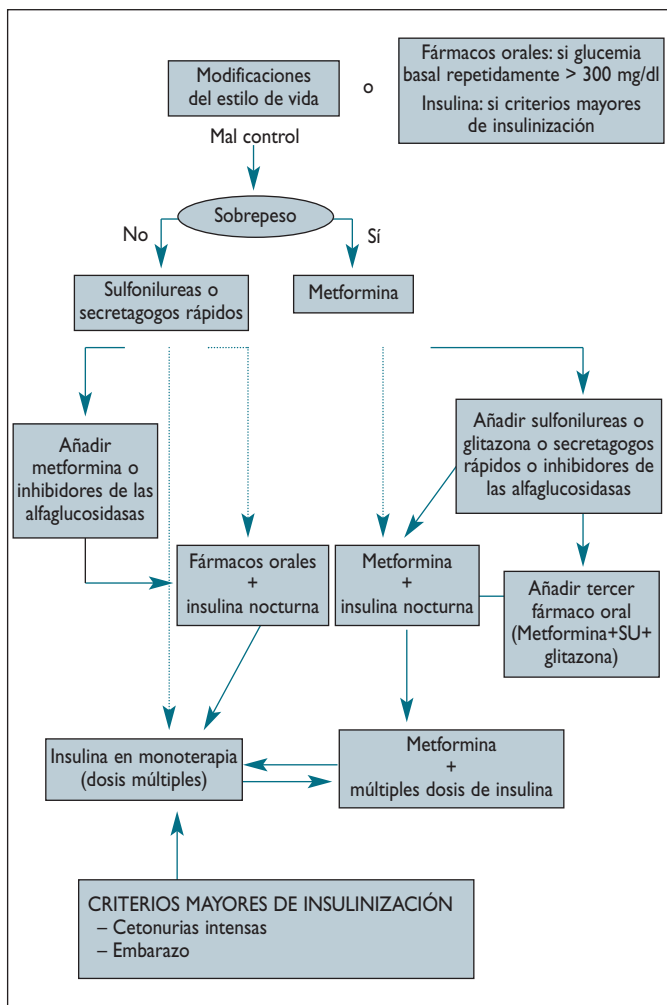 Modificaciones
del estilo de vida
o
Fármacos orales: si glucemia
basal repetidamente > 300 mg/dl
Insulina: si criterios mayores
de insulinización
Mal control
Sobrepeso
No
Sí
Sulfonilureas o
secretagogos rápidos
Metformina
Añadir
metformina o
inhibidores de las
alfaglucosidasas
Añadir sulfonilureas o
glitazona o secretagogos
rápidos o inhibidores de
las alfaglucosidasas
Fármacos orales
+
insulina nocturna
Metformina
+
insulina nocturna
Añadir tercer
fármaco oral
(Metformina+SU+
glitazona)
Insulina en monoterapia
(dosis múltiples)
Metformina
+
múltiples dosis de insulina
CRITERIOS MAYORES DE INSULINIZACIÓN
– Cetonurias intensas
– Embarazo